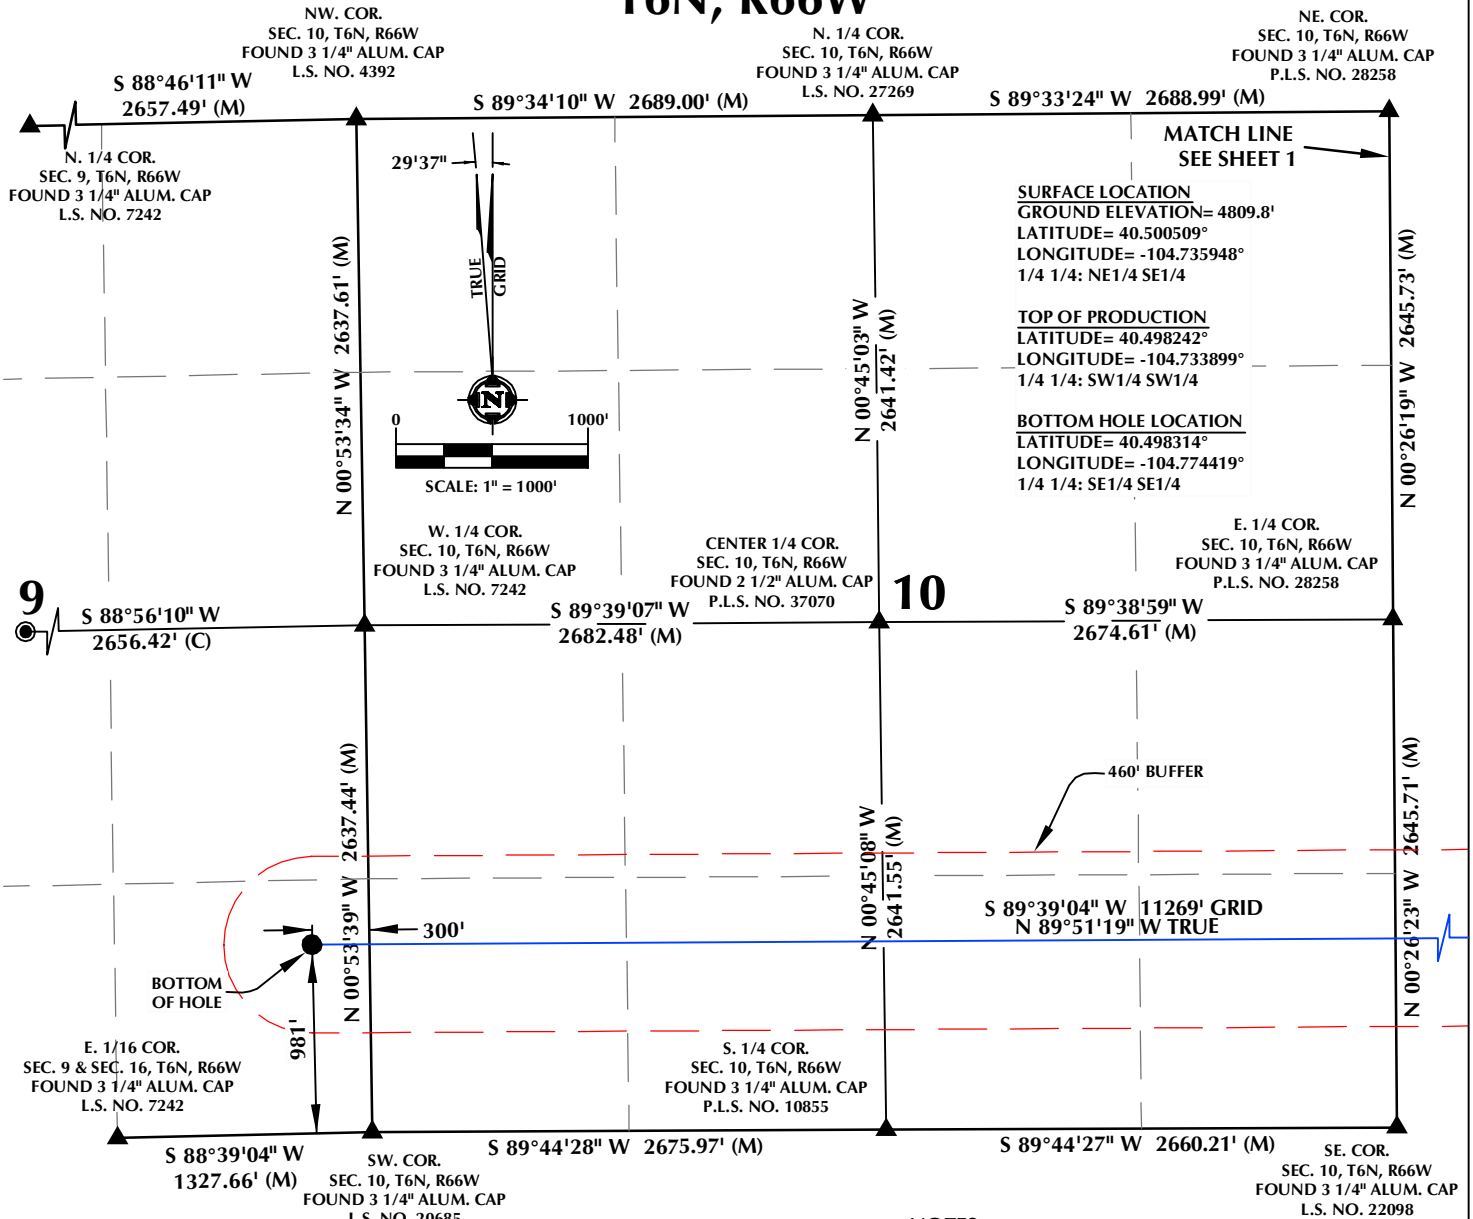 T6N, R66W
NW. COR.
SEC. 10, T6N, R66W
FOUND 3 1/4" ALUM. CAP
L.S. NO. 4392
N. 1/4 COR.
SEC. 10, T6N, R66W
FOUND 3 1/4" ALUM. CAP
L.S. NO. 27269
NE. COR.
SEC. 10, T6N, R66W
FOUND 3 1/4" ALUM. CAP
P.L.S. NO. 28258
S 88°46'11" W
2657.49' (M)
S 89°34'10" W 2689.00' (M)
S 89°33'24" W 2688.99' (M)
MATCH LINE
SEE SHEET 1
N. 1/4 COR.
SEC. 9, T6N, R66W
FOUND 3 1/4" ALUM. CAP
L.S. NO. 7242
29'37"
TRUE
GRID
N
0 1000'
SCALE: 1" = 1000'
SURFACE LOCATION
GROUND ELEVATION= 4809.8'
LATITUDE= 40.500509°
LONGITUDE= -104.735948°
1/4 1/4: NE1/4 SE1/4
TOP OF PRODUCTION
LATITUDE= 40.498242°
LONGITUDE= -104.733899°
1/4 1/4: SW1/4 SW1/4
BOTTOM HOLE LOCATION
LATITUDE= 40.498314°
LONGITUDE= -104.774419°
1/4 1/4: SE1/4 SE1/4
N 00°53'34" W 2637.61' (M)
N 00°45'03" W
2641.42' (M)
N 00°26'19" W 2645.73' (M)
W. 1/4 COR.
SEC. 10, T6N, R66W
FOUND 3 1/4" ALUM. CAP
L.S. NO. 7242
CENTER 1/4 COR.
SEC. 10, T6N, R66W
FOUND 2 1/2" ALUM. CAP
P.L.S. NO. 37070
E. 1/4 COR.
SEC. 10, T6N, R66W
FOUND 3 1/4" ALUM. CAP
P.L.S. NO. 28258
9
10
S 88°56'10" W
2656.42' (C)
S 89°39'07" W
2682.48' (M)
S 89°38'59" W
2674.61' (M)
460' BUFFER
N 00°53'39" W 2637.44' (M)
N 00°45'08" W
2641.55' (M)
N 00°26'23" W 2645.71' (M)
S 89°39'04" W 11269' GRID
N 89°51'19" W TRUE
300'
BOTTOM
OF HOLE
981'
E. 1/16 COR.
SEC. 9 & SEC. 16, T6N, R66W
FOUND 3 1/4" ALUM. CAP
L.S. NO. 7242
S. 1/4 COR.
SEC. 10, T6N, R66W
FOUND 3 1/4" ALUM. CAP
P.L.S. NO. 10855
S 88°39'04" W
1327.66' (M)
S 89°44'28" W 2675.97' (M)
S 89°44'27" W 2660.21' (M)
SW. COR.
SEC. 10, T6N, R66W
FOUND 3 1/4" ALUM. CAP
L.S. NO. 20685
SE. COR.
SEC. 10, T6N, R66W
FOUND 3 1/4" ALUM. CAP
L.S. NO. 22098